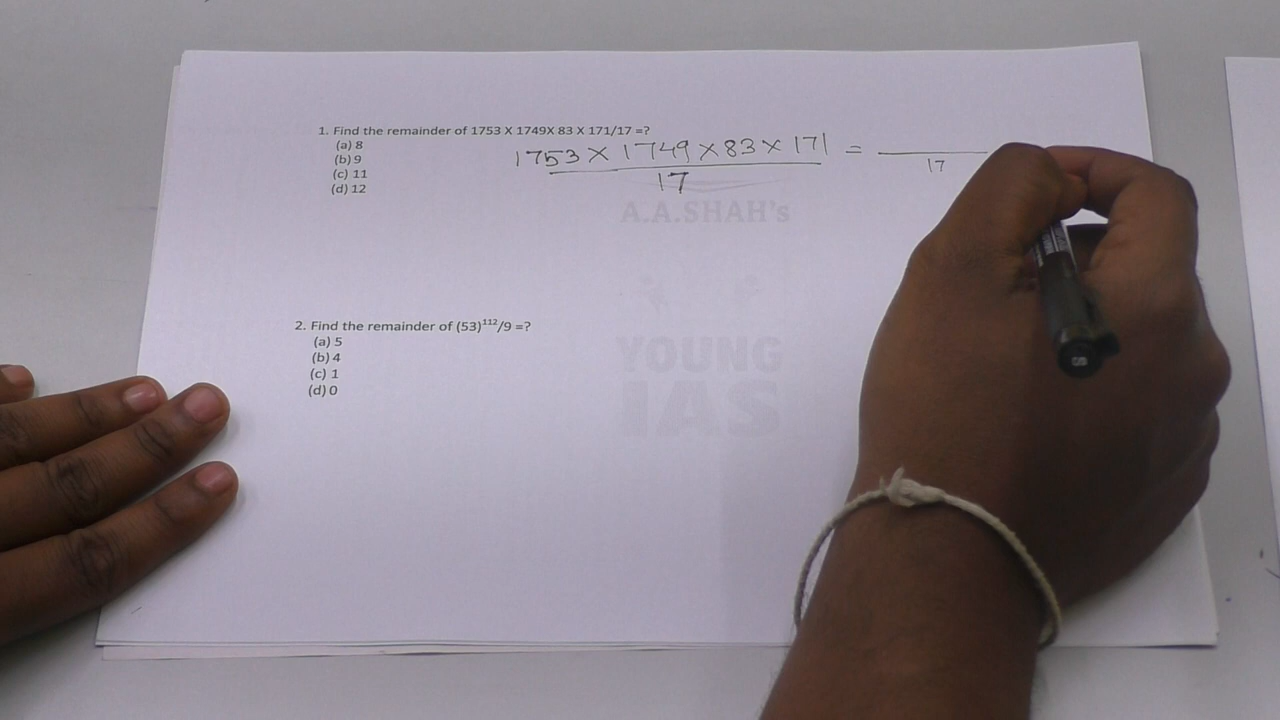 1. Find the remainder of 1753 X 1749X 83 X 171/17 =?
(a) 8
(b) 9
(c) 11
(d) 12
1753 × 1749 × 83 × 171 =
17
17
A.A.SHAH's
YOUNG
IAS
2. Find the remainder of (53)¹¹²/9 =?
(a) 5
(b) 4
(c) 1
(d) 0